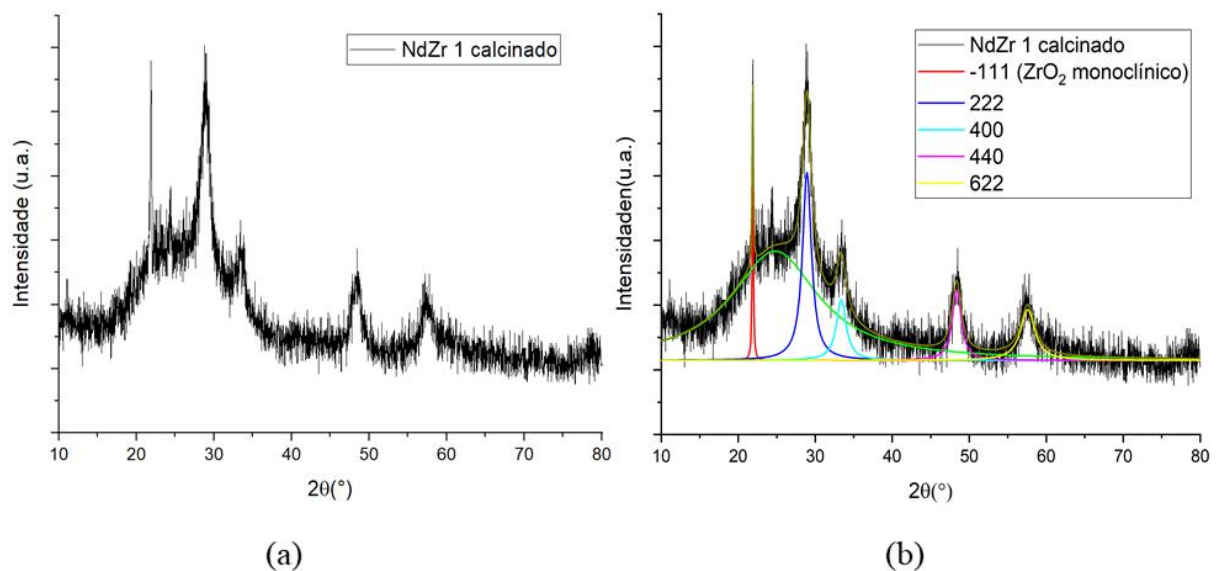 NdZr 1 calcinado
Intensidade (u.a.)
10 20 30 40 50 60 70 80
2θ(°)
(a)
NdZr 1 calcinado
-111 (ZrO₂ monoclínico)
222
400
440
622
Intensidaden(u.a.)
10 20 30 40 50 60 70 80
2θ(°)
(b)